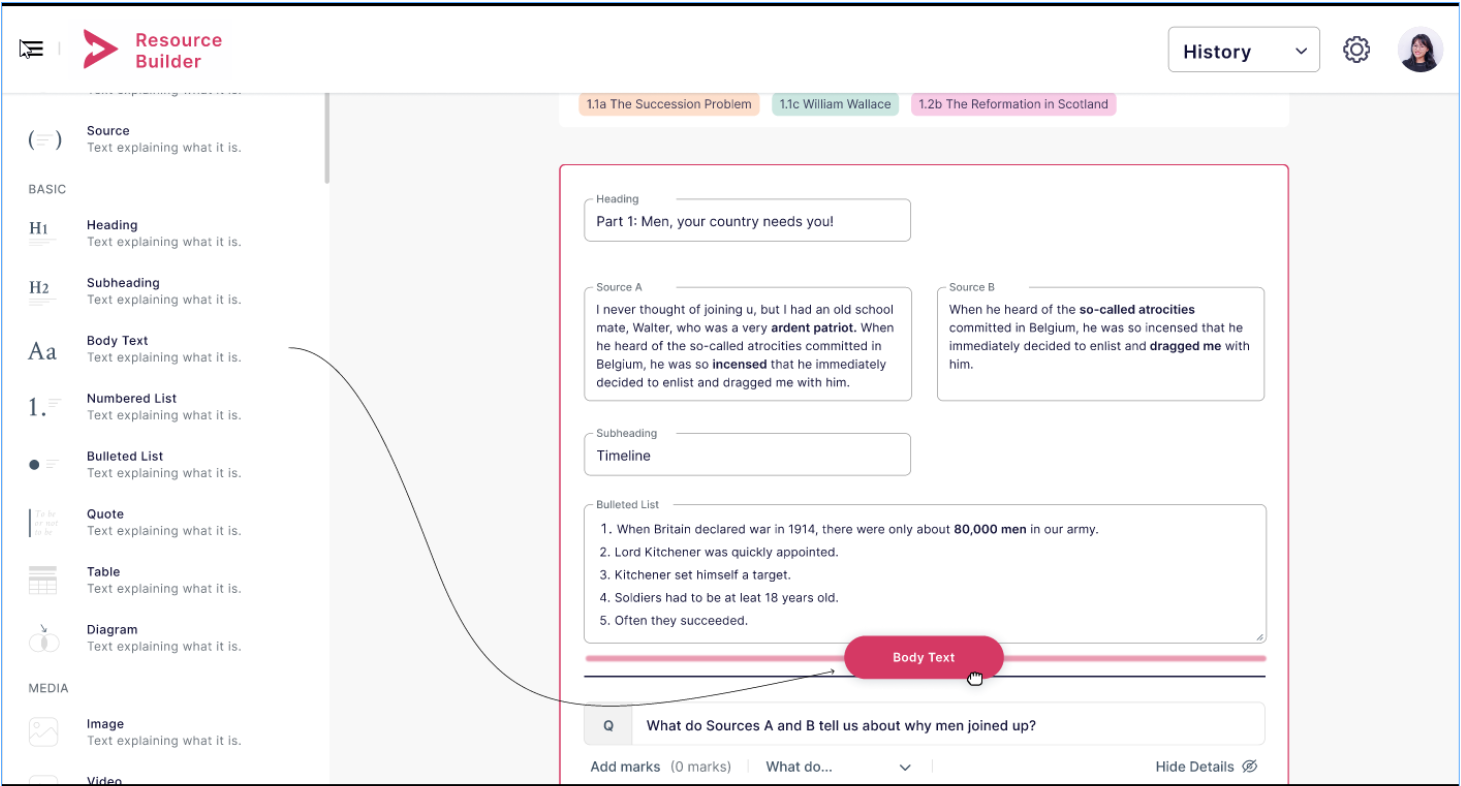 Resource
Builder
History
Source
Text explaining what it is.
BASIC
H1
Heading
Text explaining what it is.
H2
Subheading
Text explaining what it is.
Aa
Body Text
Text explaining what it is.
1.
Numbered List
Text explaining what it is.
Bulleted List
Text explaining what it is.
To be
or not
to be
Quote
Text explaining what it is.
Table
Text explaining what it is.
Diagram
Text explaining what it is.
MEDIA
Image
Text explaining what it is.
Video
1.1a The Succession Problem
1.1c William Wallace
1.2b The Reformation in Scotland
Heading
Part 1: Men, your country needs you!
Source A
I never thought of joining u, but I had an old school
mate, Walter, who was a very ardent patriot. When
he heard of the so-called atrocities committed in
Belgium, he was so incensed that he immediately
decided to enlist and dragged me with him.
Source B
When he heard of the so-called atrocities
committed in Belgium, he was so incensed that he
immediately decided to enlist and dragged me with
him.
Subheading
Timeline
Bulleted List
1. When Britain declared war in 1914, there were only about 80,000 men in our army.
2. Lord Kitchener was quickly appointed.
3. Kitchener set himself a target.
4. Soldiers had to be at leat 18 years old.
5. Often they succeeded.
Body Text
Q
What do Sources A and B tell us about why men joined up?
Add marks (0 marks)
What do...
Hide Details